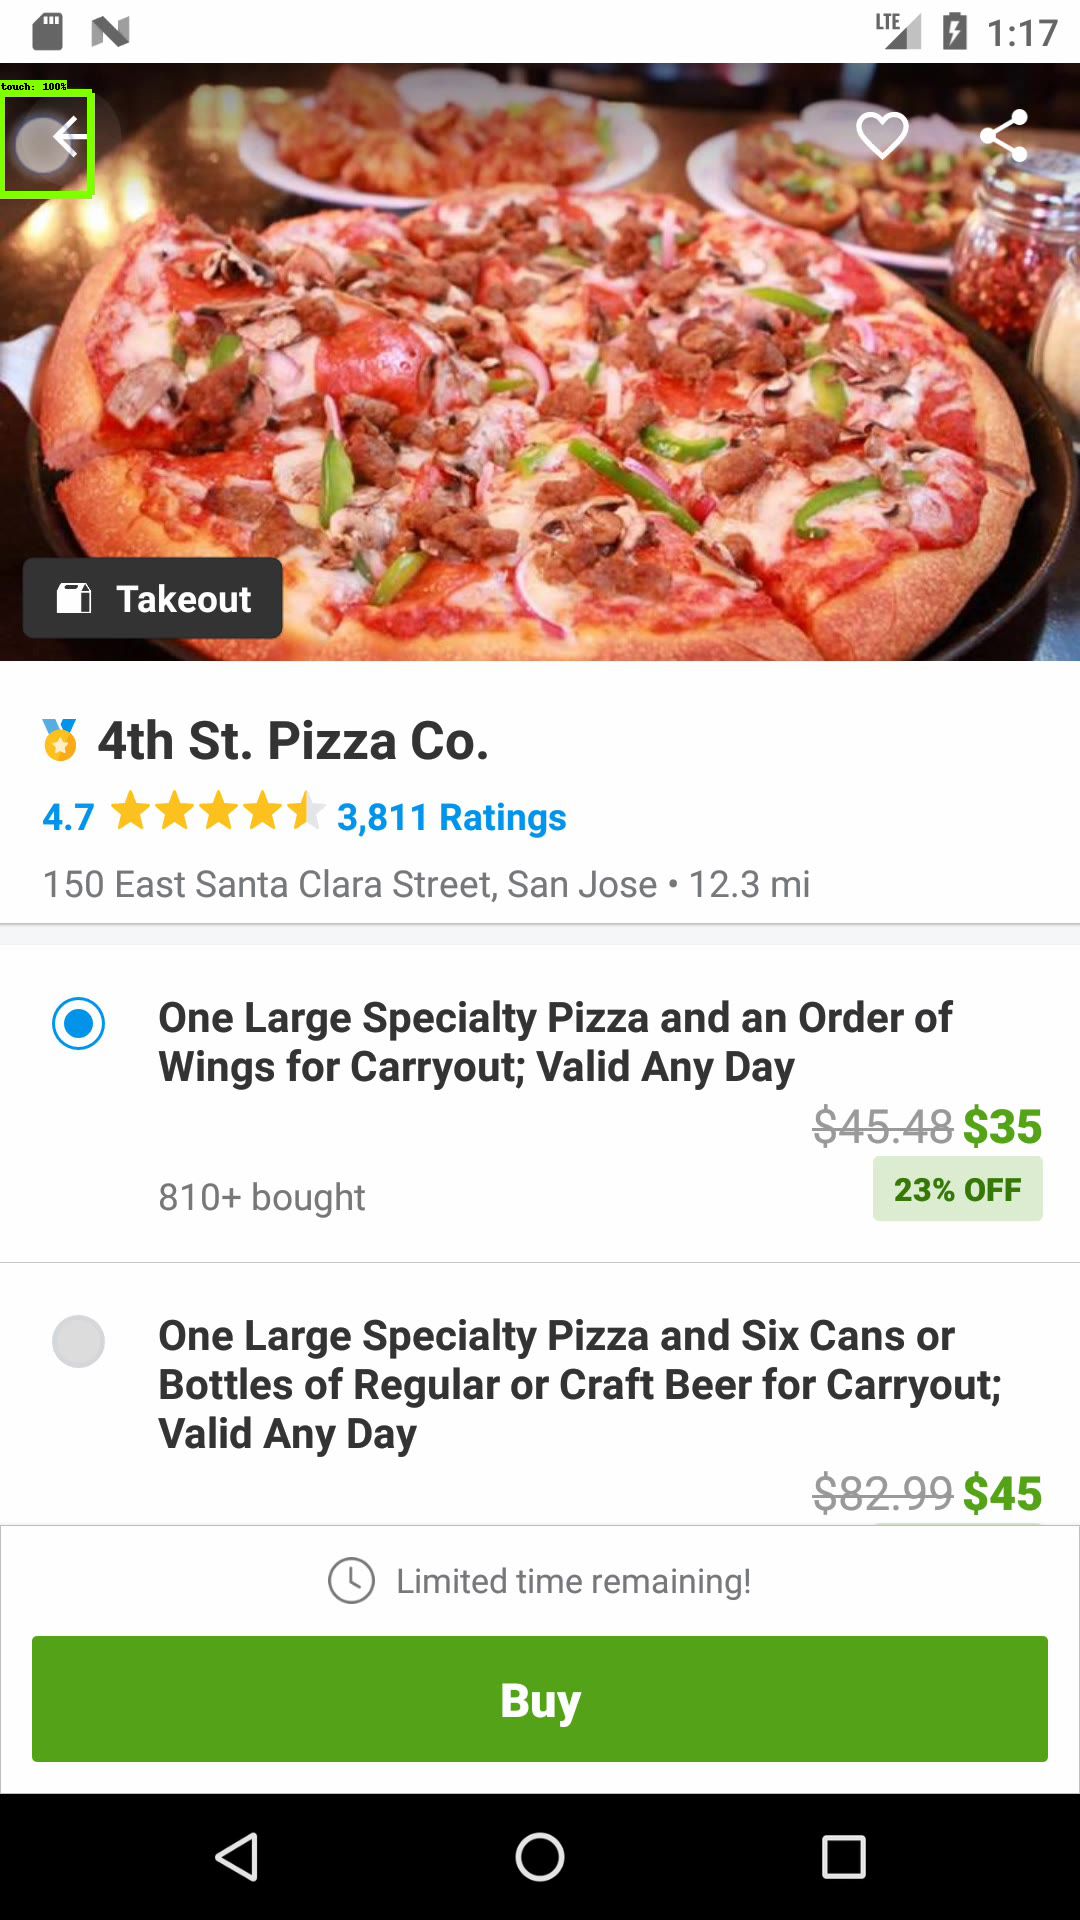 LTE 1:17
touch: 100%
Takeout
4th St. Pizza Co.
4.7 3,811 Ratings
150 East Santa Clara Street, San Jose • 12.3 mi
One Large Specialty Pizza and an Order of
Wings for Carryout; Valid Any Day
$45.48 $35
810+ bought
23% OFF
One Large Specialty Pizza and Six Cans or
Bottles of Regular or Craft Beer for Carryout;
Valid Any Day
$82.99 $45
Limited time remaining!
Buy